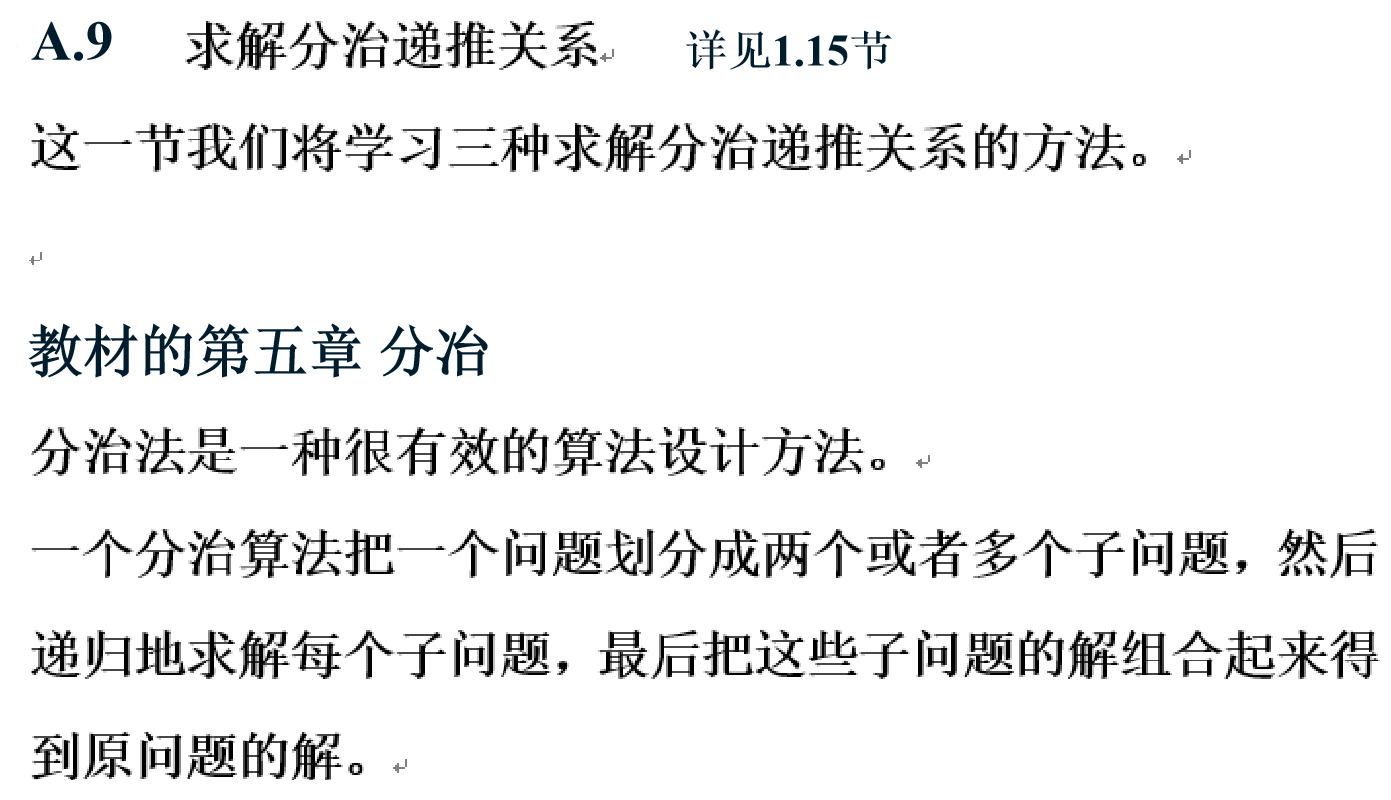 A.9 求解分治递推关系 详见1.15节
这一节我们将学习三种求解分治递推关系的方法。
教材的第五章 分冶
分治法是一种很有效的算法设计方法。
一个分治算法把一个问题划分成两个或者多个子问题，然后
递归地求解每个子问题，最后把这些子问题的解组合起来得
到原问题的解。